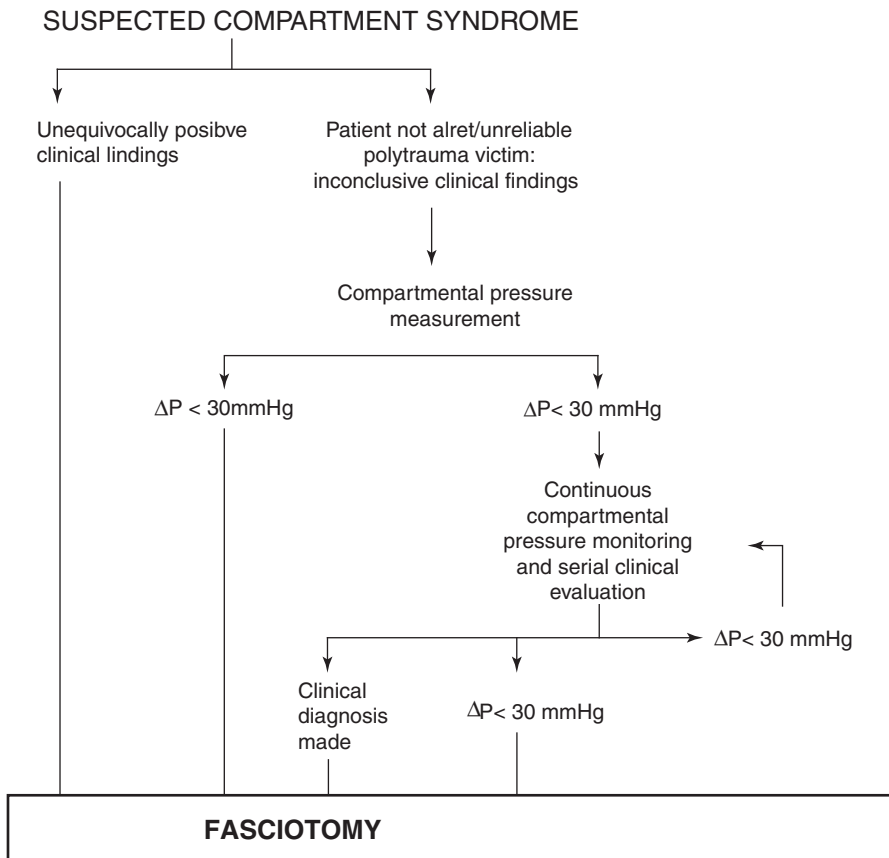 SUSPECTED COMPARTMENT SYNDROME
Unequivocally posibve
clinical lindings
Patient not alret/unreliable
polytrauma victim:
inconclusive clinical findings
Compartmental pressure
measurement
ΔP < 30mmHg
ΔP< 30 mmHg
Continuous
compartmental
pressure monitoring
and serial clinical
evaluation
ΔP< 30 mmHg
Clinical
diagnosis
made
ΔP< 30 mmHg
FASCIOTOMY